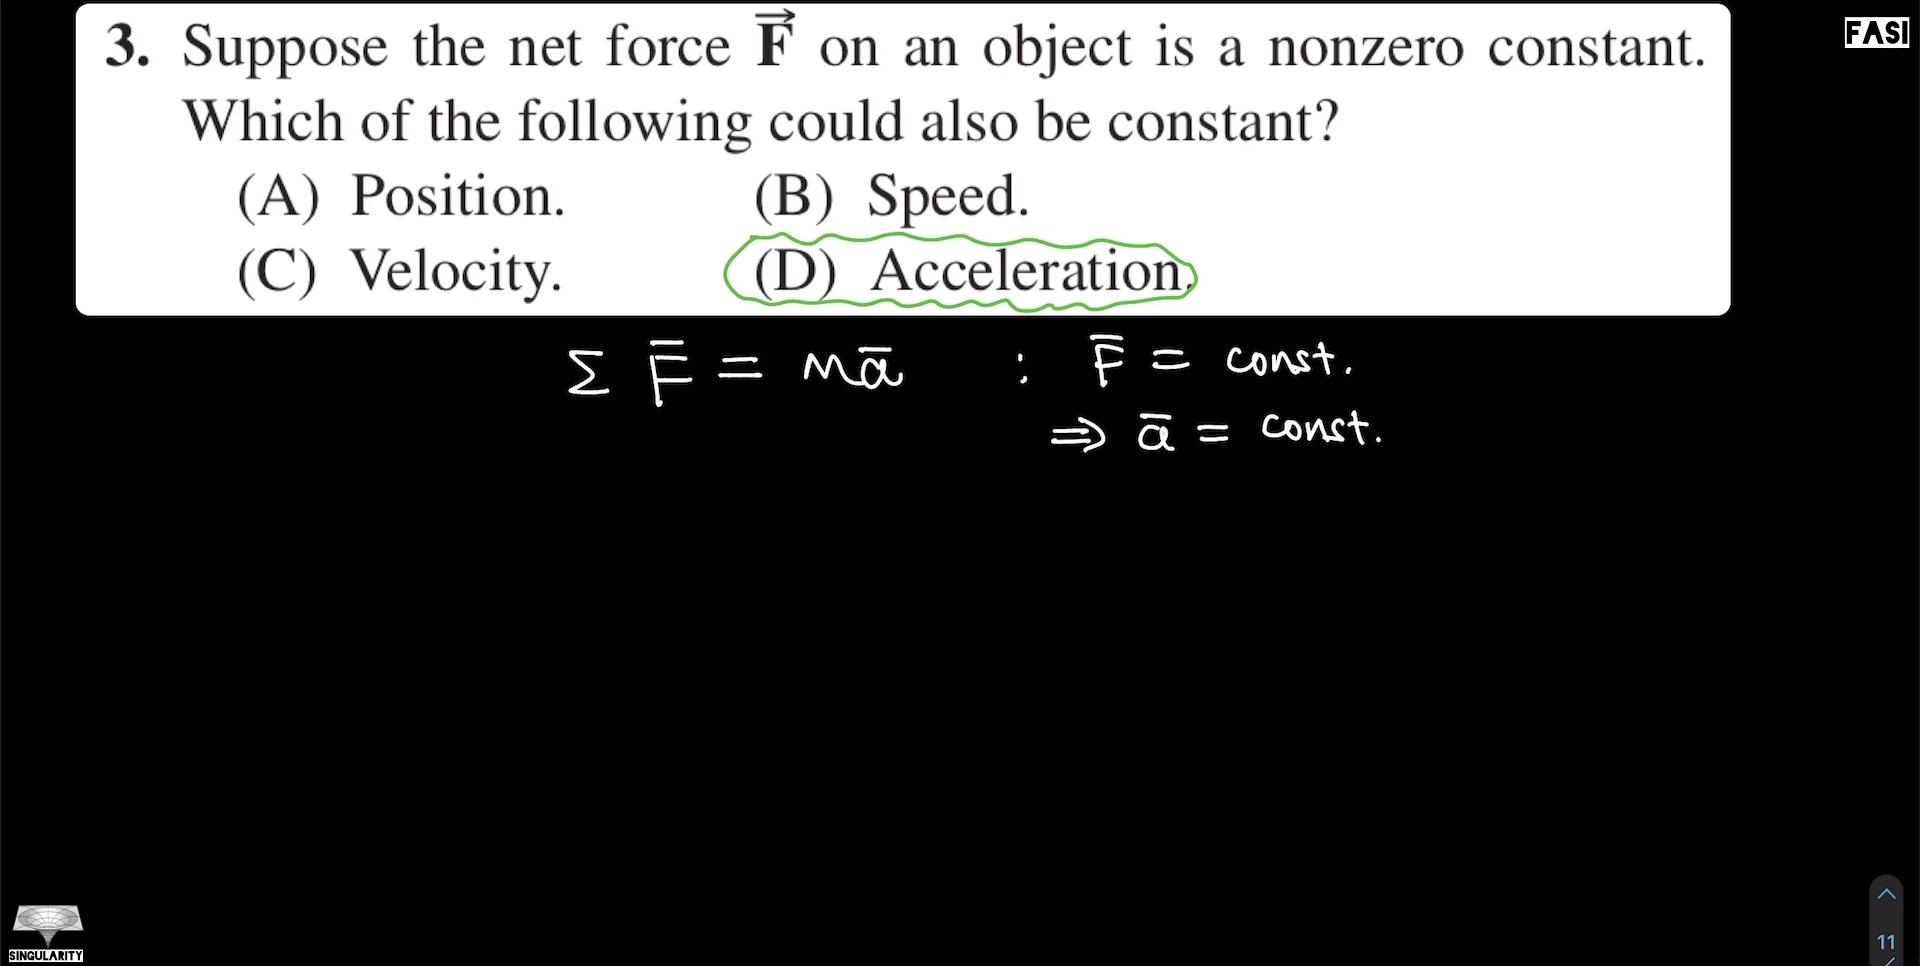 3. Suppose the net force F⃗ on an object is a nonzero constant.
FASI
Which of the following could also be constant?
(A) Position. (B) Speed.
(C) Velocity. (D) Acceleration.
Σ F̅ = ma̅ : F̅ = const.
⇒ a̅ = const.
SINGULARITY
11